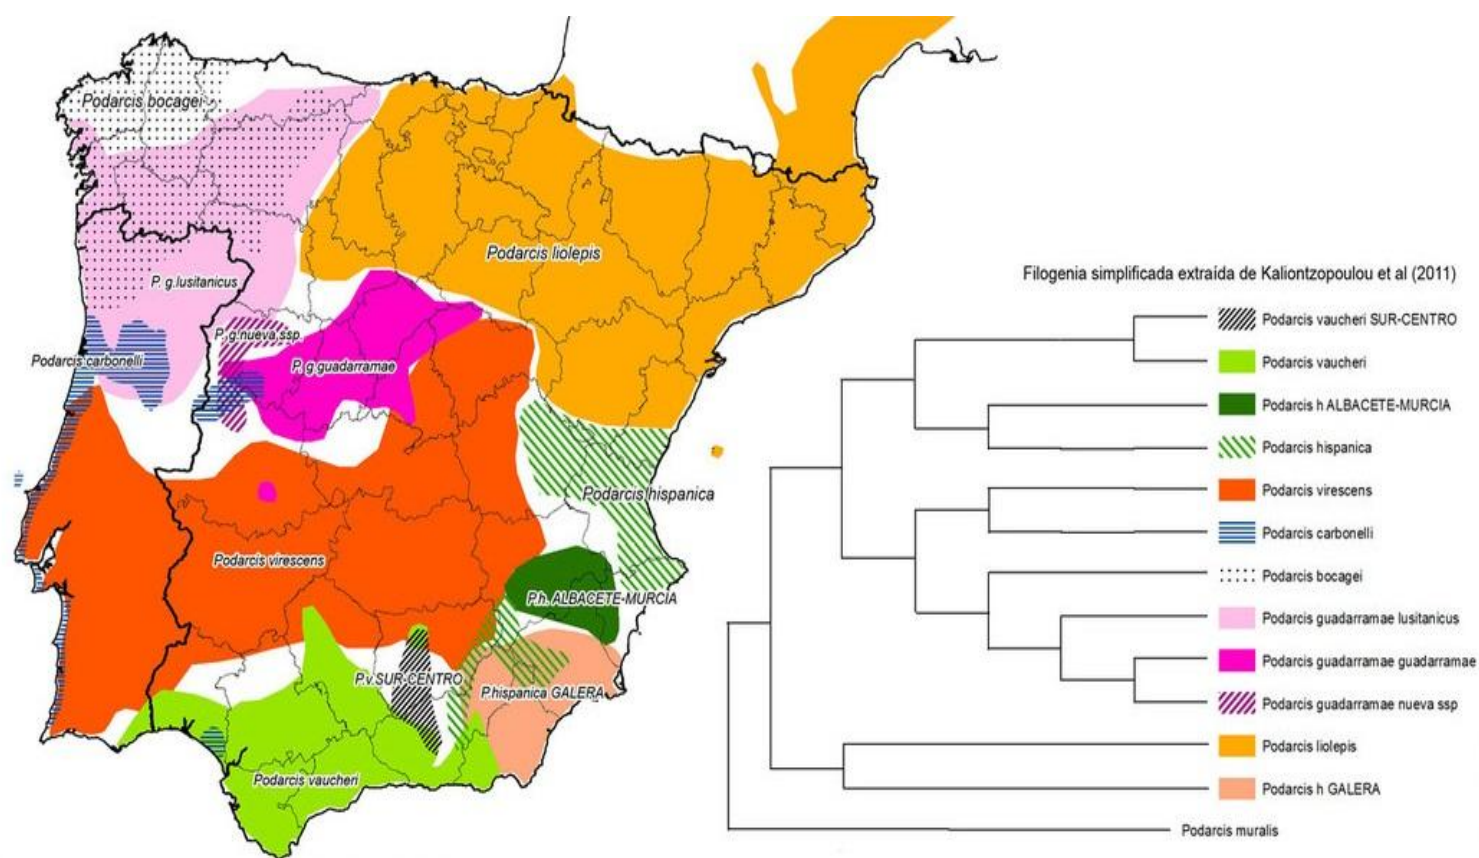 Podarcis bocagei
Podarcis liolepis
P. g.lusitanicus
P. g.nueva ssp
Podarcis carbonelli
P. g.guadarramae
Podarcis hispanica
Podarcis virescens
P.h. ALBACETE-MURCIA
P.v.SUR-CENTRO
P.hispanica GALERA
Podarcis vaucheri
Filogenia simplificada extraída de Kaliontzopoulou et al (2011)
Podarcis vaucheri SUR-CENTRO
Podarcis vaucheri
Podarcis h ALBACETE-MURCIA
Podarcis hispanica
Podarcis virescens
Podarcis carbonelli
Podarcis bocagei
Podarcis guadarramae lusitanicus
Podarcis guadarramae guadarramae
Podarcis guadarramae nueva ssp
Podarcis liolepis
Podarcis h GALERA
Podarcis muralis